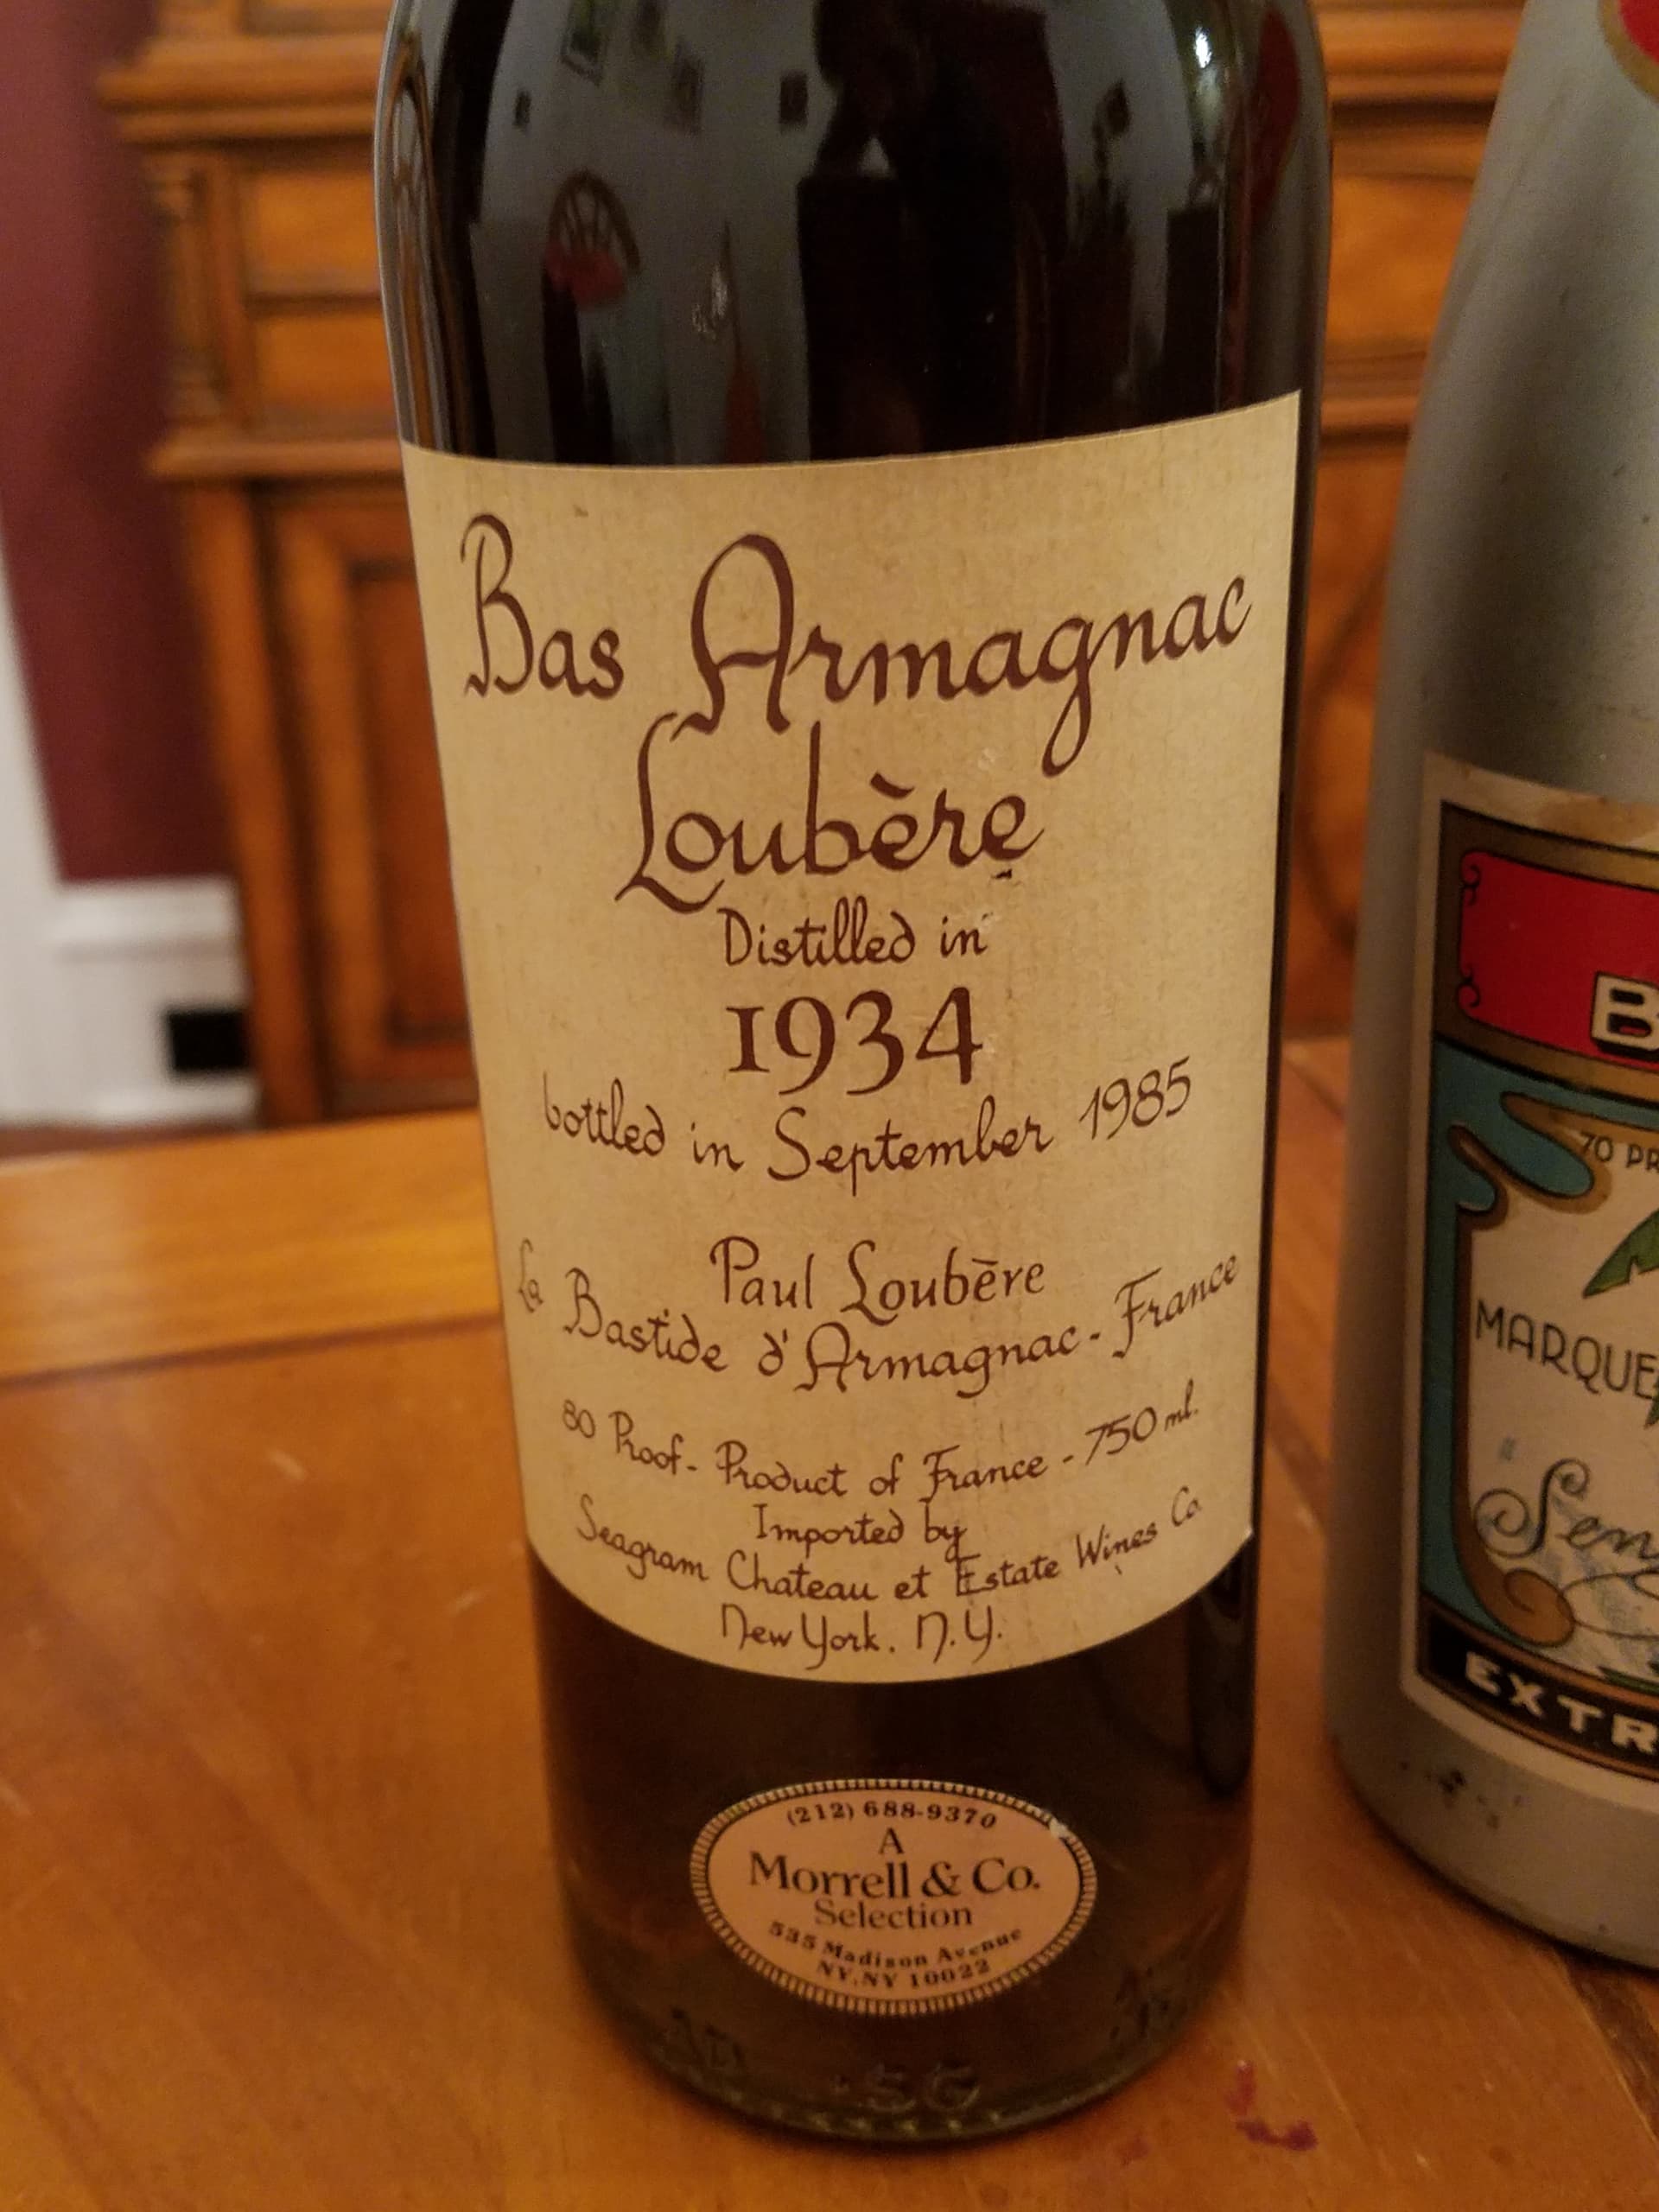 Bas Armagnac
Loubère
Distilled in
1934
bottled in September 1985
Paul Loubère
La Bastide d'Armagnac - France
80 Proof - Product of France - 750 ml.
Imported by
Seagram Chateau et Estate Wines Co.
New York. N.Y.
(212) 688-9370
A
Morrell & Co.
Selection
535 Madison Avenue
NY, NY 10022
70 PR
MARQUE
EXTR